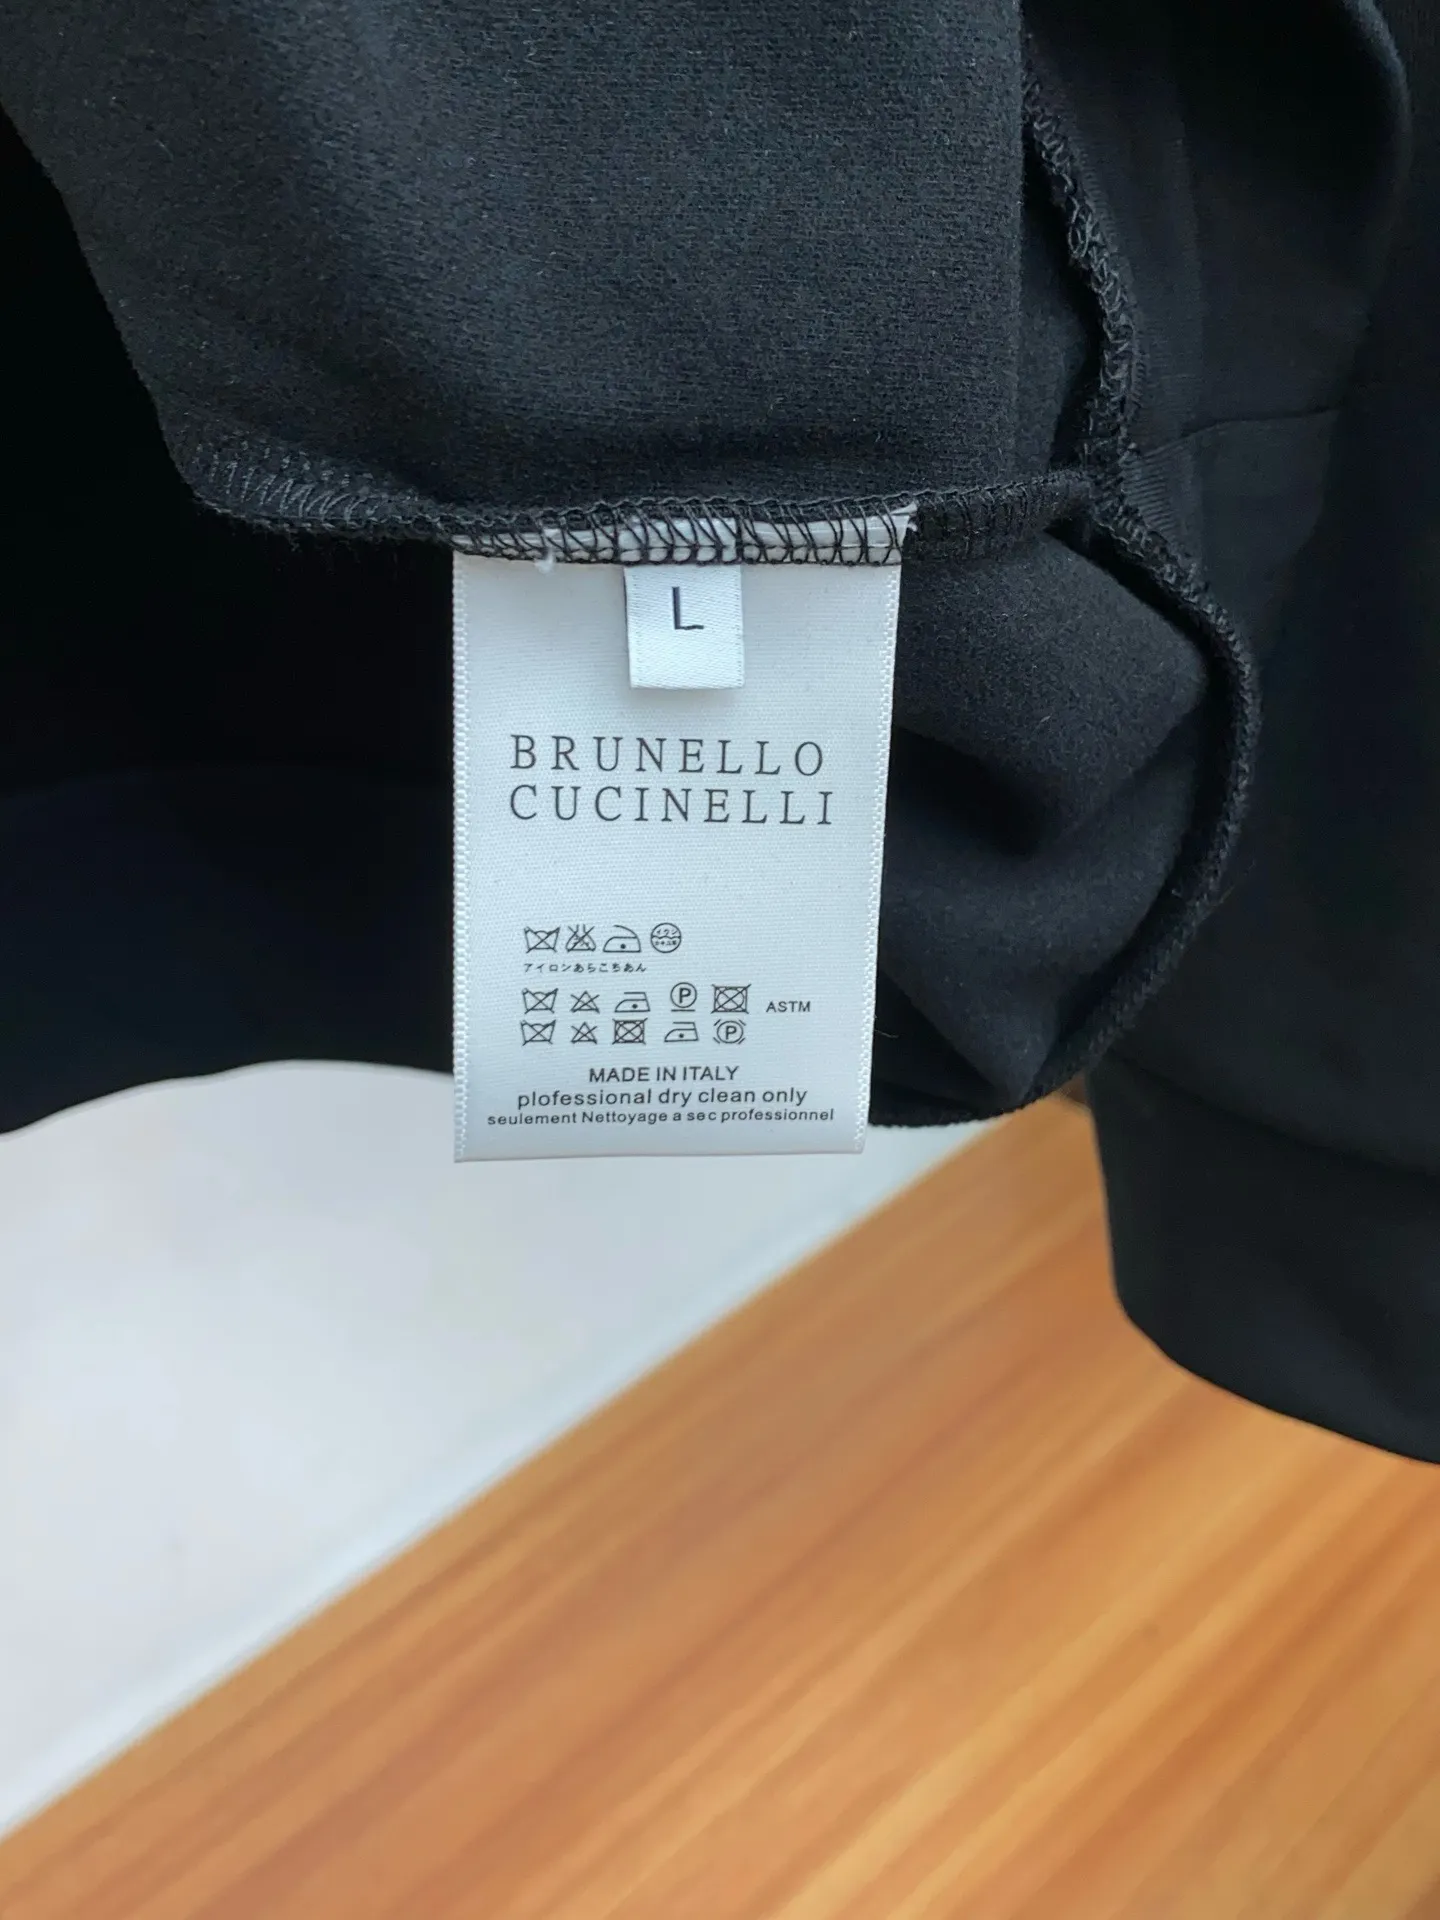 L
BRUNELLO
CUCINELLI
アイロンあらこちあん
P ASTM
P
MADE IN ITALY
plofessional dry clean only
seulement Nettoyage a sec professionnel